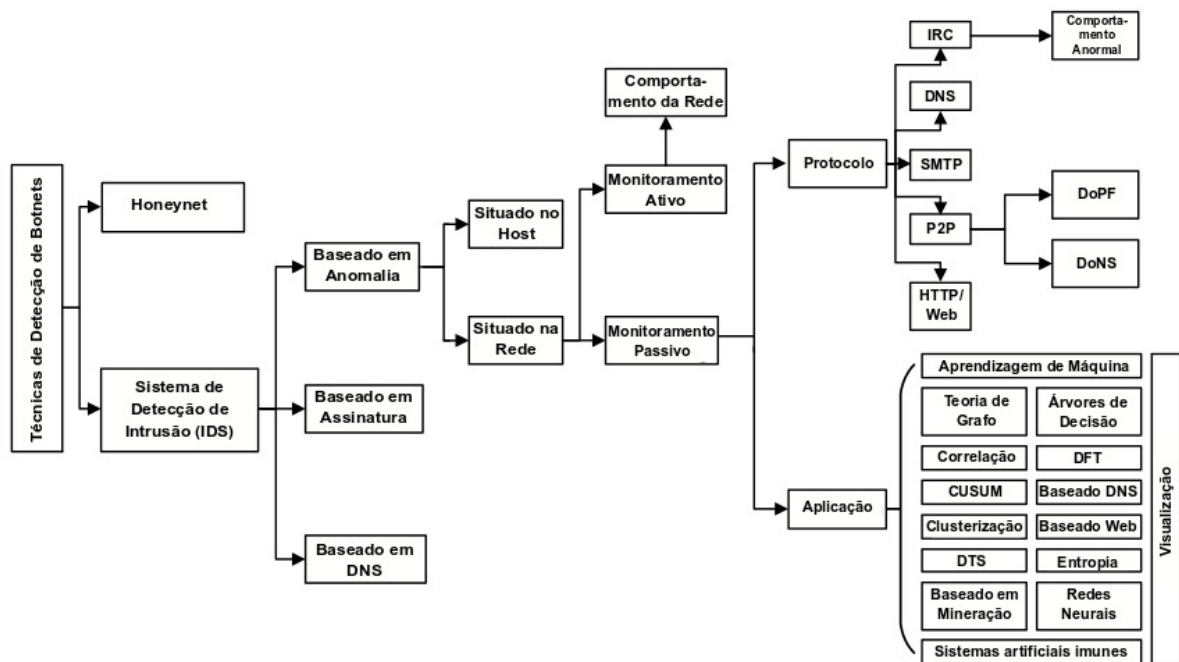 Técnicas de Detecção de Botnets
Honeynet
Sistema de
Detecção de
Intrusão (IDS)
Baseado em
Anomalia
Baseado em
Assinatura
Baseado em
DNS
Situado no
Host
Situado na
Rede
Comporta-
mento da Rede
Monitoramento
Ativo
Monitoramento
Passivo
Protocolo
IRC
Comporta-
mento
Anormal
DNS
SMTP
P2P
DoPF
DoNS
HTTP/
Web
Aplicação
Aprendizagem de Máquina
Teoria de
Grafo
Árvores de
Decisão
Correlação
DFT
CUSUM
Baseado DNS
Clusterização
Baseado Web
DTS
Entropia
Baseado em
Mineração
Redes
Neurais
Sistemas artificiais imunes
Visualização